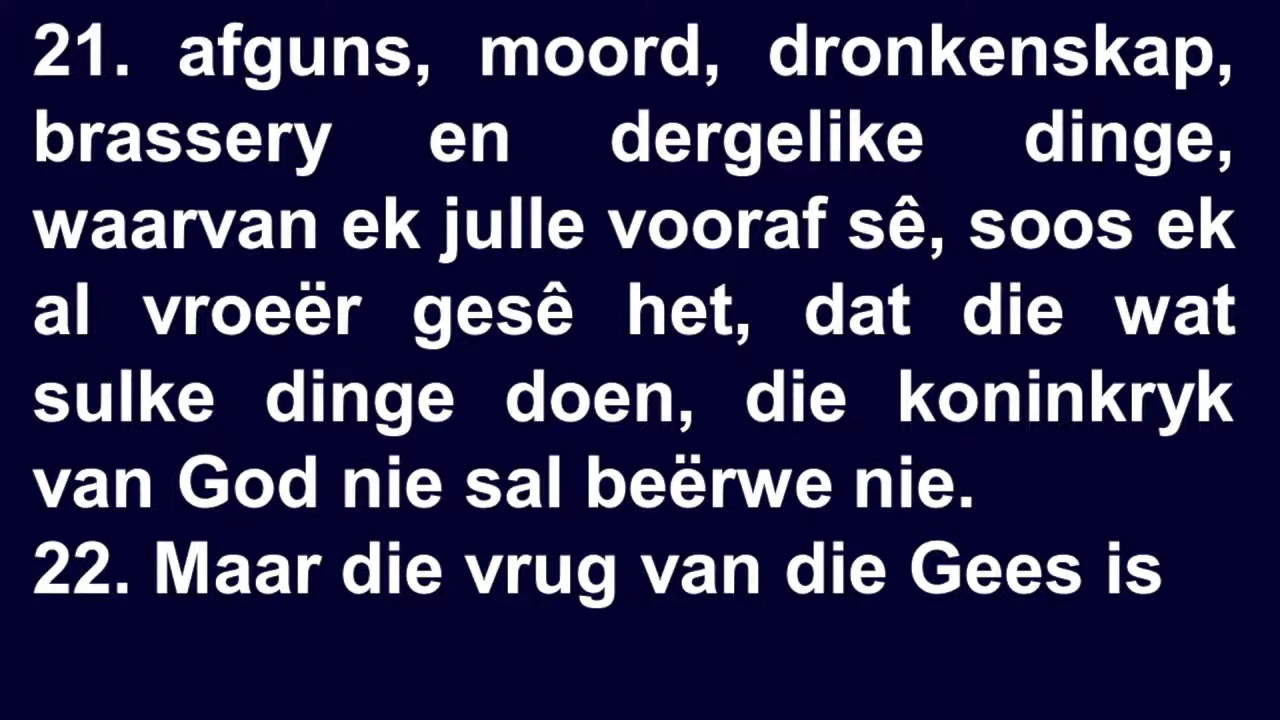 21. afguns, moord, dronkenskap,
brassery en dergelike dinge,
waarvan ek julle vooraf sê, soos ek
al vroeër gesê het, dat die wat
sulke dinge doen, die koninkryk
van God nie sal beërwe nie.
22. Maar die vrug van die Gees is